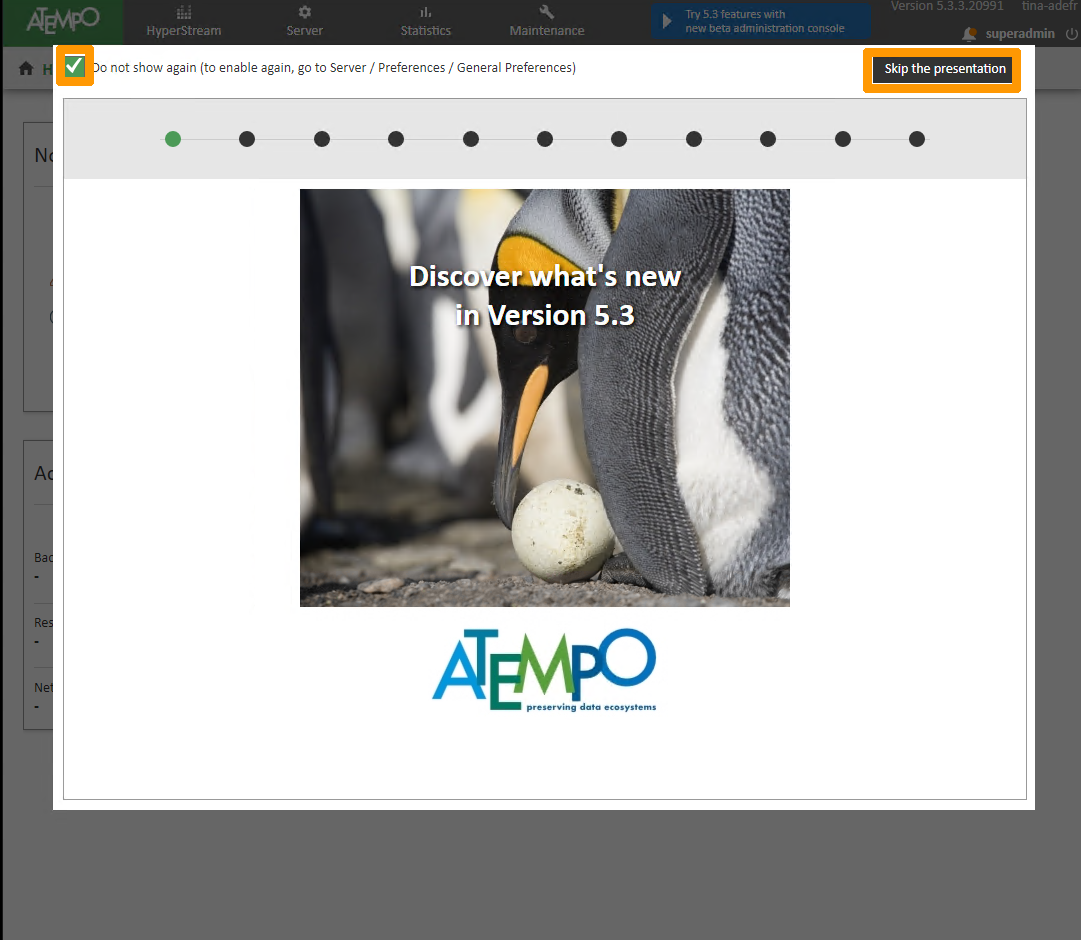 ATEMPO
HyperStream
Server
Statistics
Maintenance
Try 5.3 features with
new beta administration console
Version 5.3.3.20991 tina-adefr
superadmin
H
Do not show again (to enable again, go to Server / Preferences / General Preferences)
Skip the presentation
No
Discover what's new
in Version 5.3
Ac
Bac
-
Res
-
Net
-
ATEMPO
preserving data ecosystems